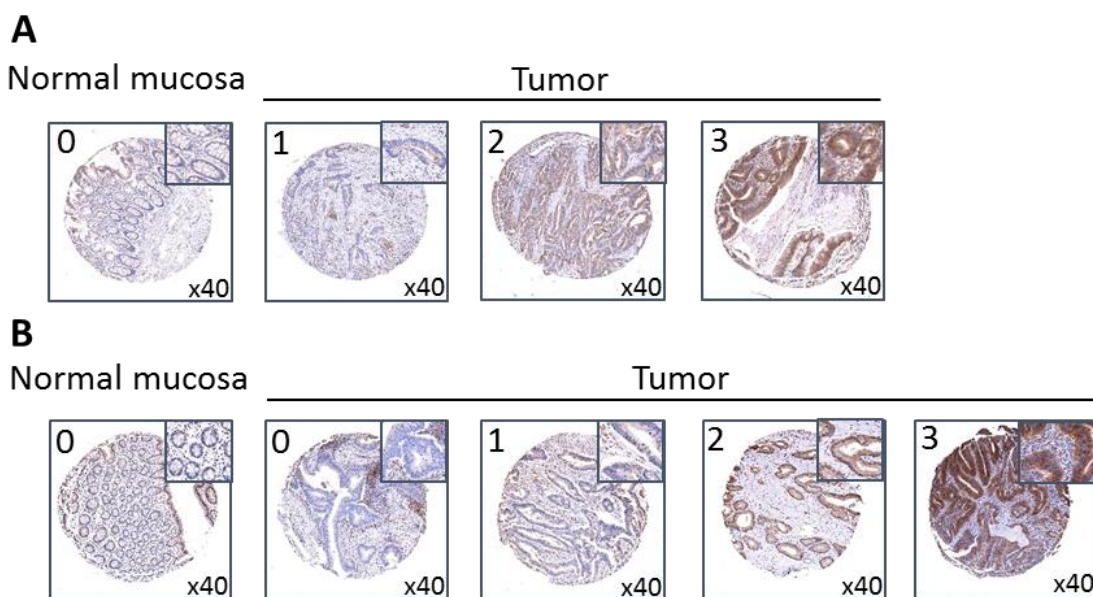 A
Normal mucosa Tumor
0 1 2 3
x40 x40 x40 x40
B
Normal mucosa Tumor
0 0 1 2 3
x40 x40 x40 x40 x40